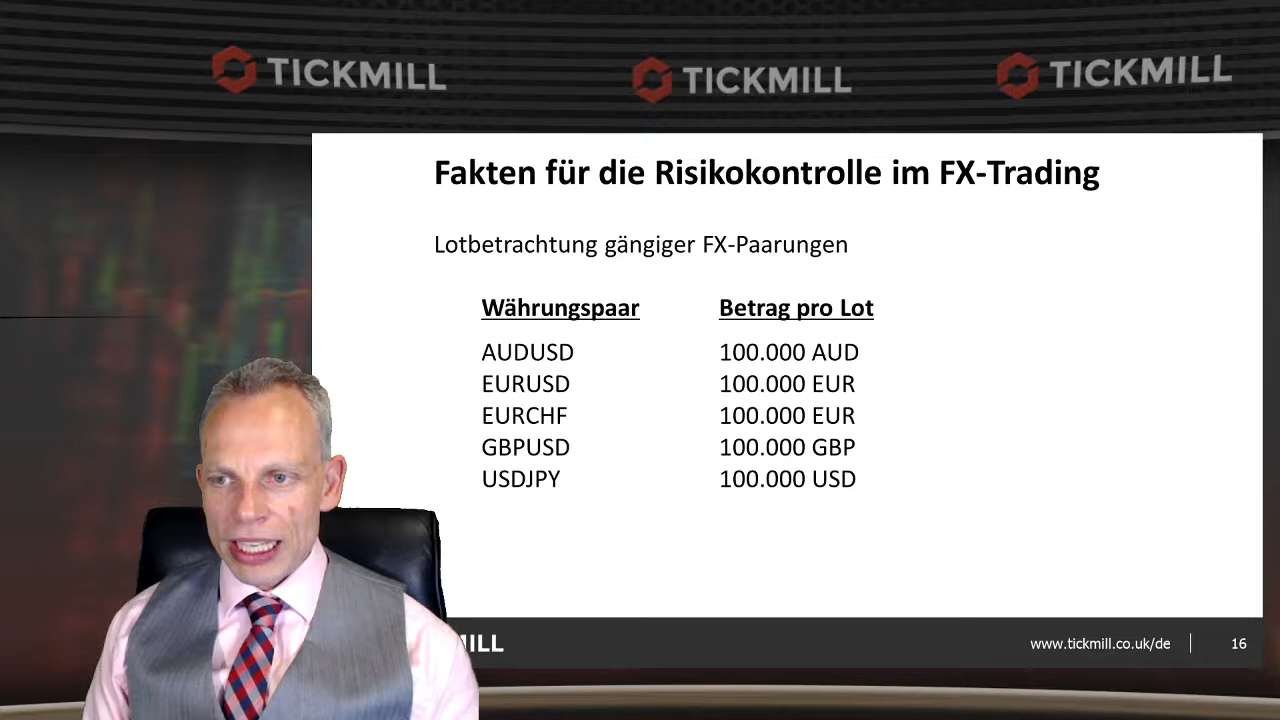 TICKMILL TICKMILL TICKMILL
Fakten für die Risikokontrolle im FX-Trading
Lotbetrachtung gängiger FX-Paarungen
Währungspaar Betrag pro Lot
AUDUSD 100.000 AUD
EURUSD 100.000 EUR
EURCHF 100.000 EUR
GBPUSD 100.000 GBP
USDJPY 100.000 USD
ILL www.tickmill.co.uk/de 16